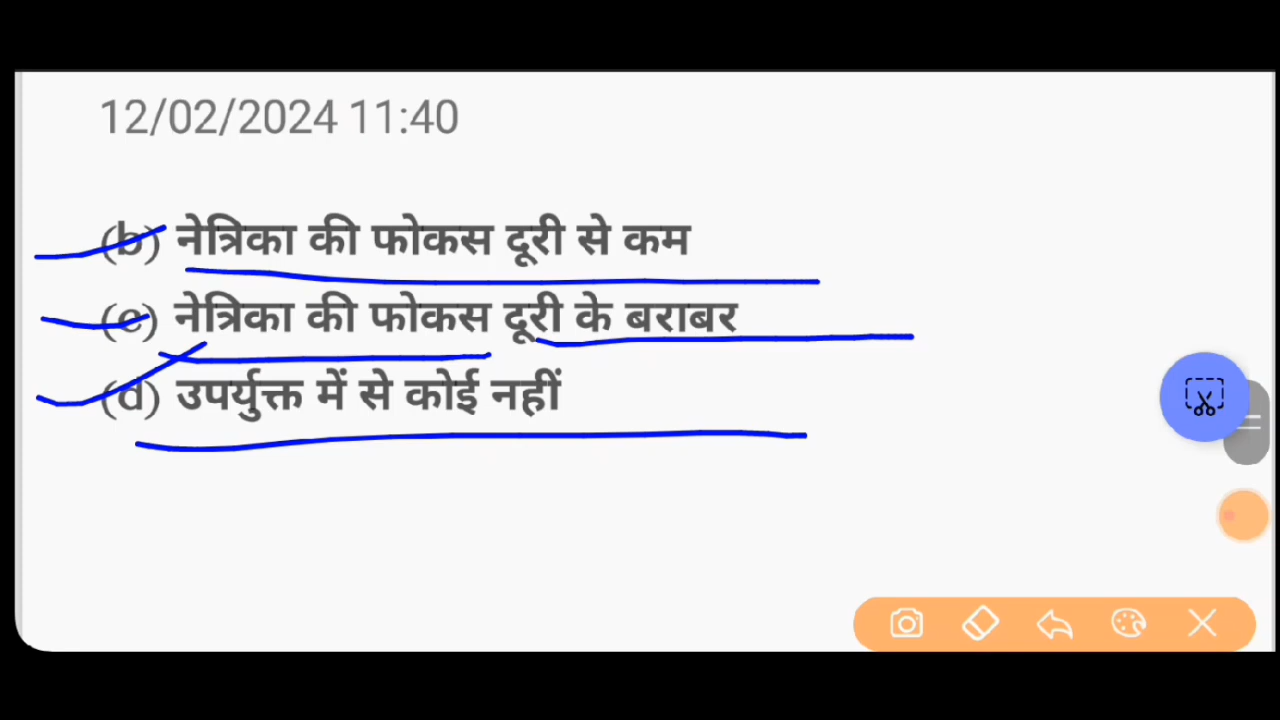 12/02/2024 11:40
(b) नेत्रिका की फोकस दूरी से कम
(c) नेत्रिका की फोकस दूरी के बराबर
(d) उपर्युक्त में से कोई नहीं